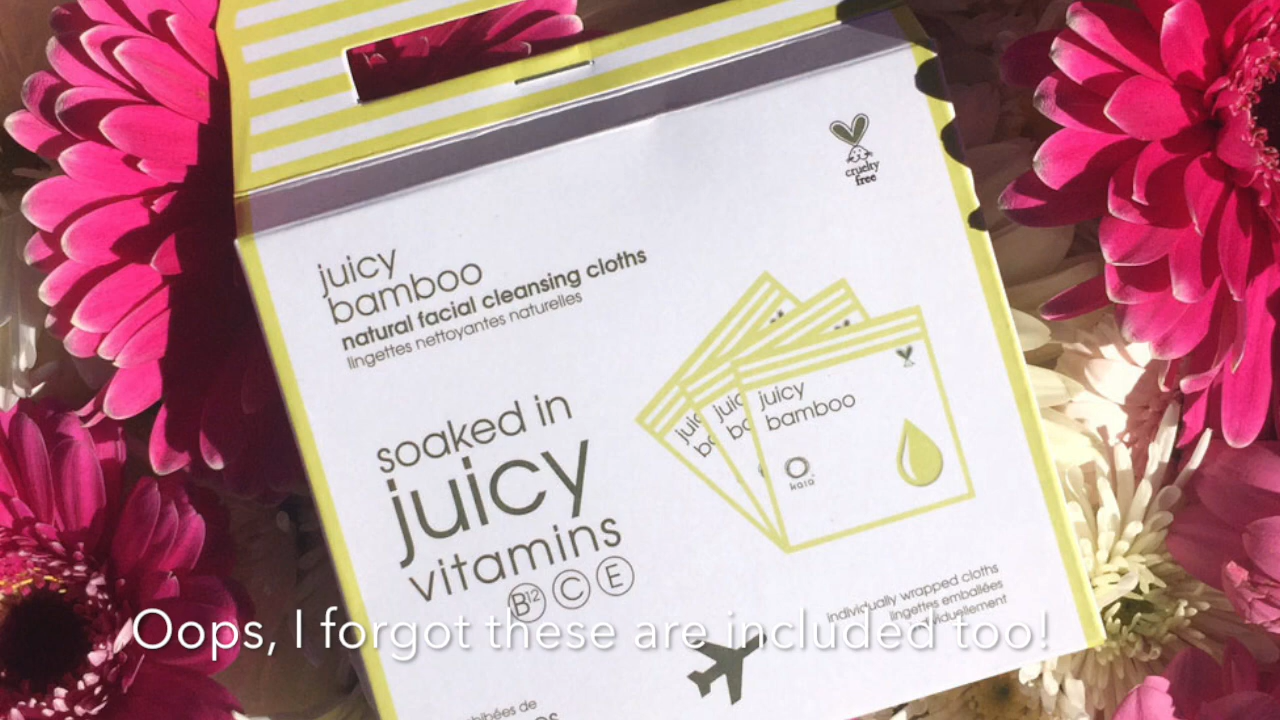 cruelty
free
juicy
bamboo
natural facial cleansing cloths
lingettes nettoyantes naturelles
soaked in
juicy
vitamins
B12 C E
juicy
bamboo
kaia
individually wrapped cloths
lingettes emballées
Oops, I forgot these are included too!